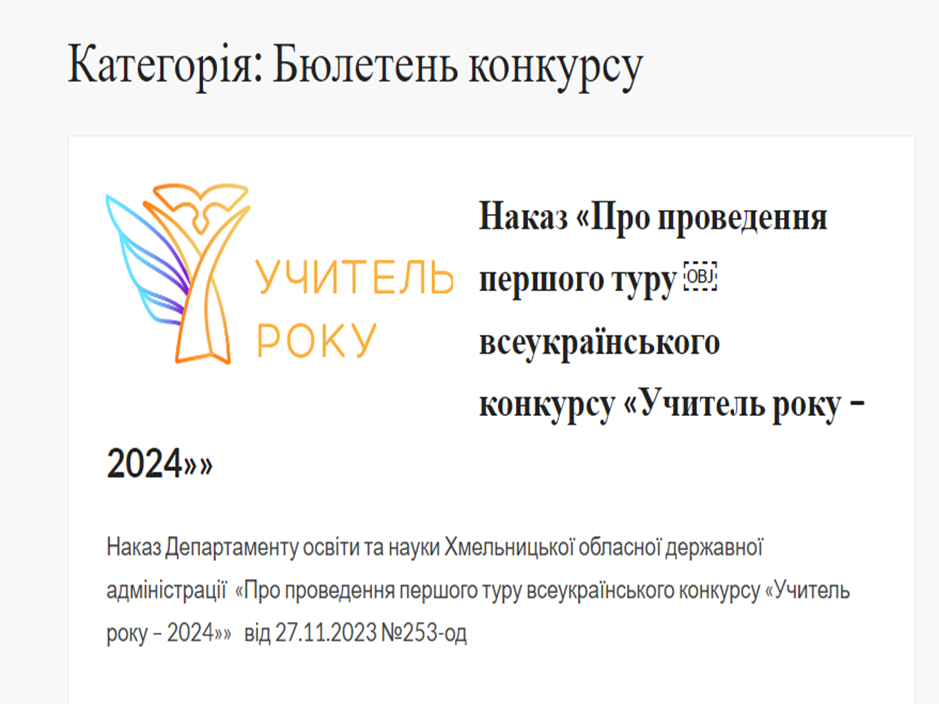 Категорія: Бюлетень конкурсу
УЧИТЕЛЬ
РОКУ
Наказ «Про проведення
першого туру ￼
всеукраїнського
конкурсу «Учитель року –
2024»»
Наказ Департаменту освіти та науки Хмельницької обласної державної
адміністрації «Про проведення першого туру всеукраїнського конкурсу «Учитель
року – 2024»» від 27.11.2023 №253-од